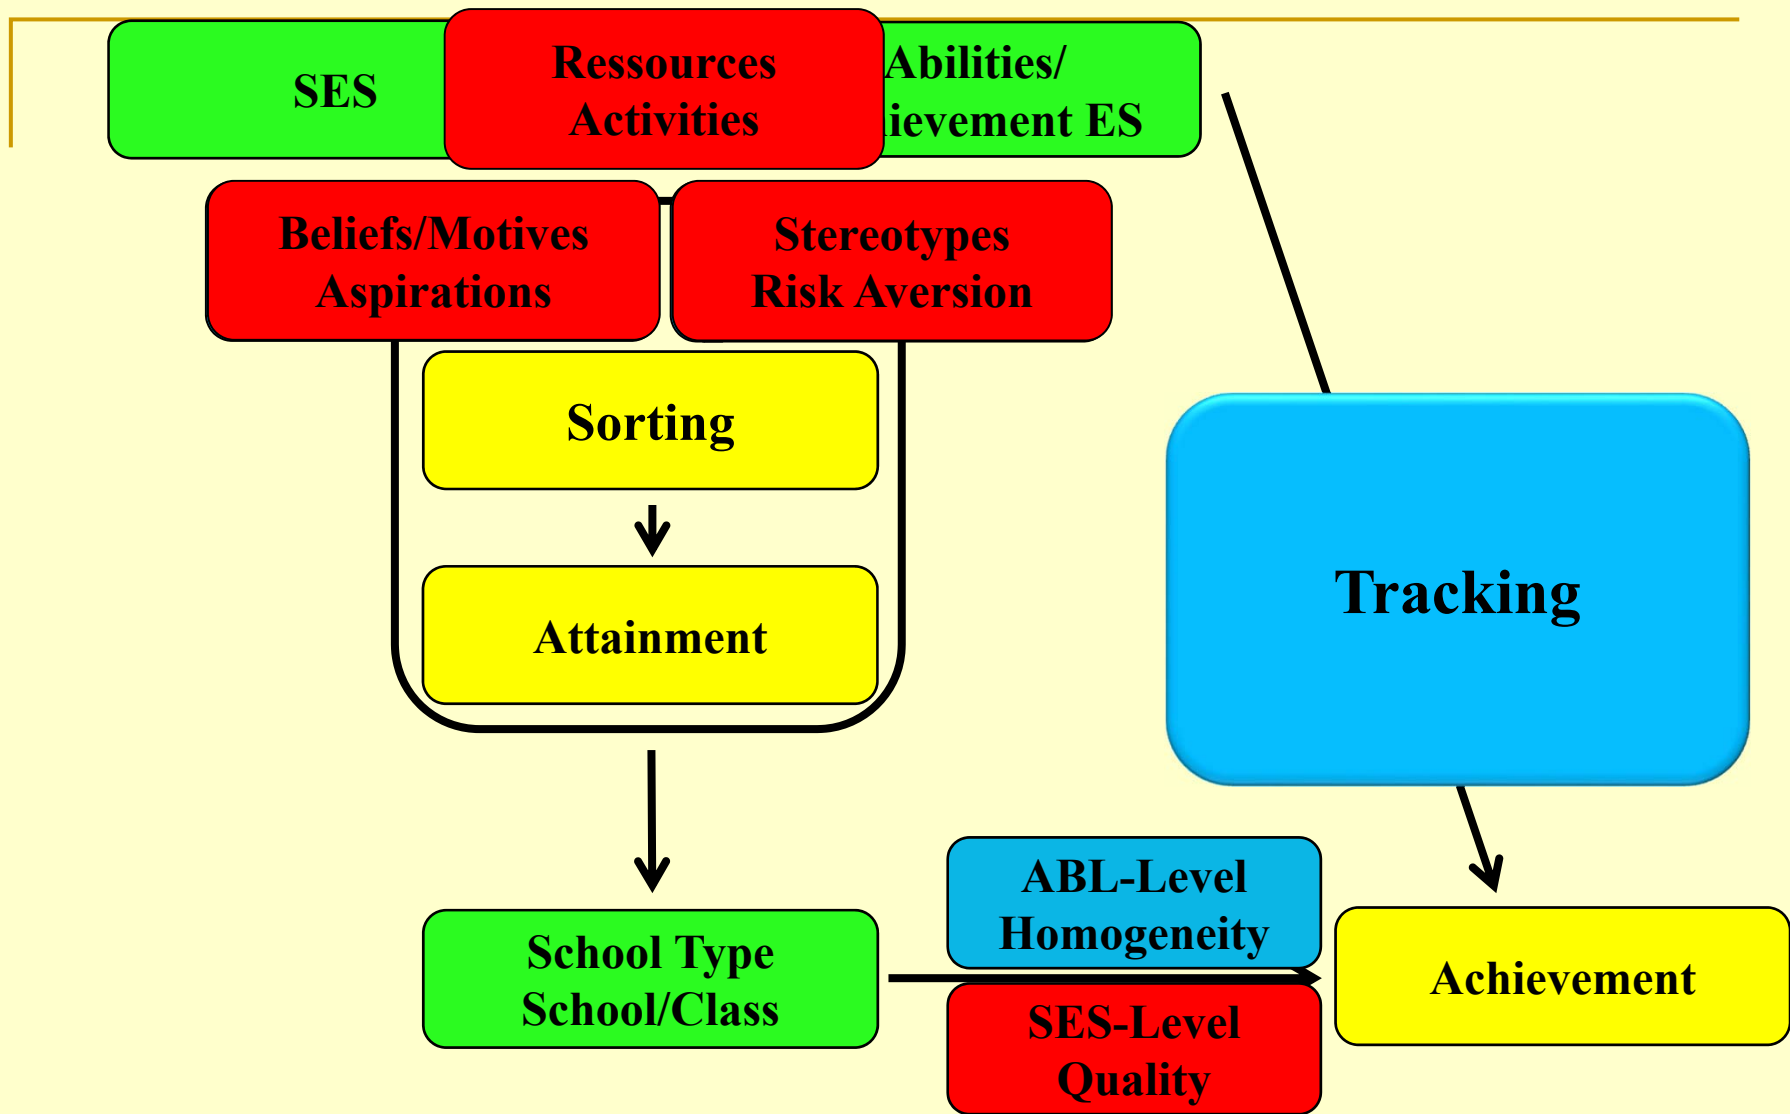 SES
Ressources
Activities
Abilities/
ievement ES
Beliefs/Motives
Aspirations
Stereotypes
Risk Aversion
Sorting
Attainment
Tracking
ABL-Level
Homogeneity
School Type
School/Class
Achievement
SES-Level
Quality